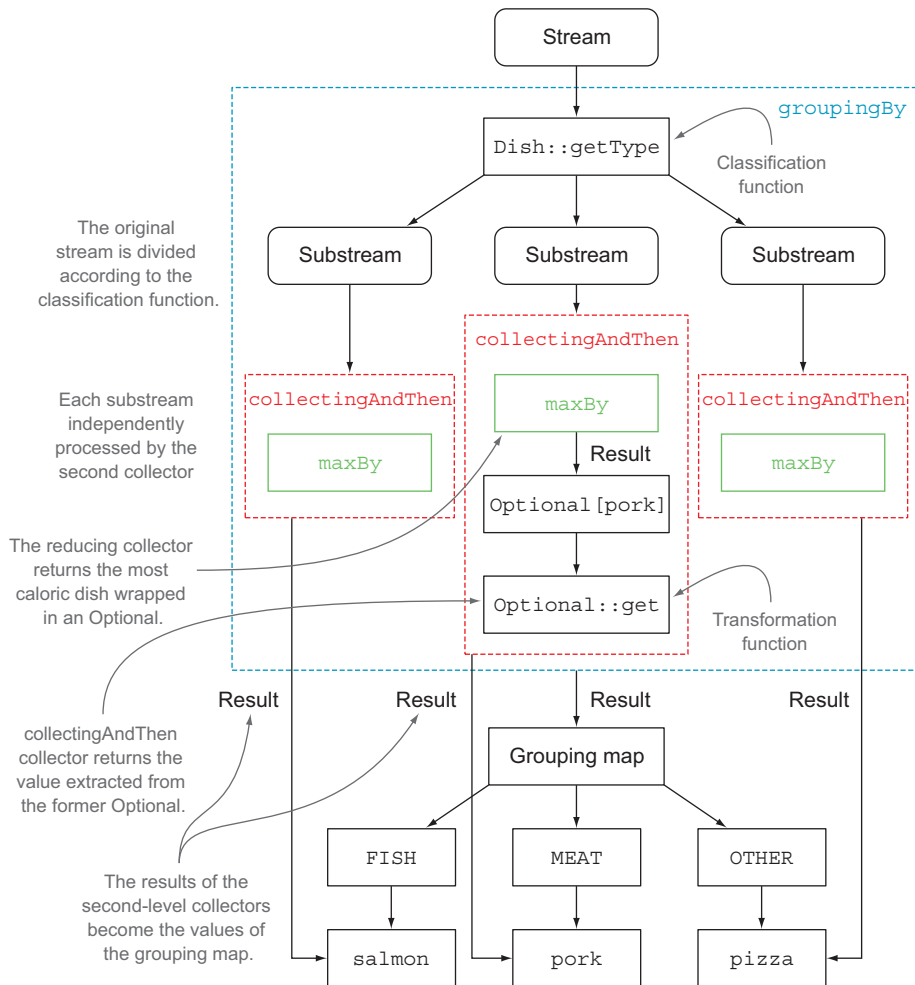 Stream
groupingBy
Dish::getType
Classification
function
The original
stream is divided
according to the
classification function.
Substream
Substream
Substream
collectingAndThen
collectingAndThen
collectingAndThen
Each substream
independently
processed by the
second collector
maxBy
maxBy
maxBy
Result
Optional[pork]
The reducing collector
returns the most
caloric dish wrapped
in an Optional.
Optional::get
Transformation
function
Result
Result
Result
Result
collectingAndThen
collector returns the
value extracted from
the former Optional.
Grouping map
FISH
MEAT
OTHER
The results of the
second-level collectors
become the values of
the grouping map.
salmon
pork
pizza